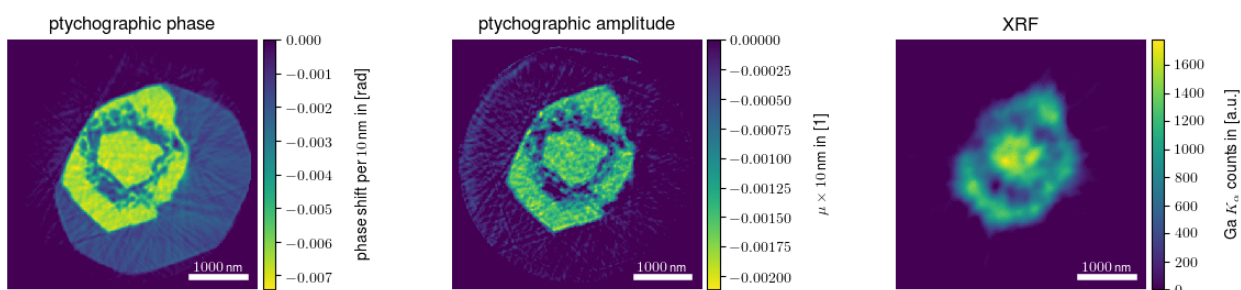 ptychographic phase
0.000
−0.001
−0.002
−0.003
−0.004
−0.005
−0.006
−0.007
phase shift per 10 nm in [rad]
1000 nm
ptychographic amplitude
0.00000
−0.00025
−0.00050
−0.00075
−0.00100
−0.00125
−0.00150
−0.00175
−0.00200
μ × 10 nm in [1]
1000 nm
XRF
1600
1400
1200
1000
800
600
400
200
0
Ga Kα counts in [a.u.]
1000 nm